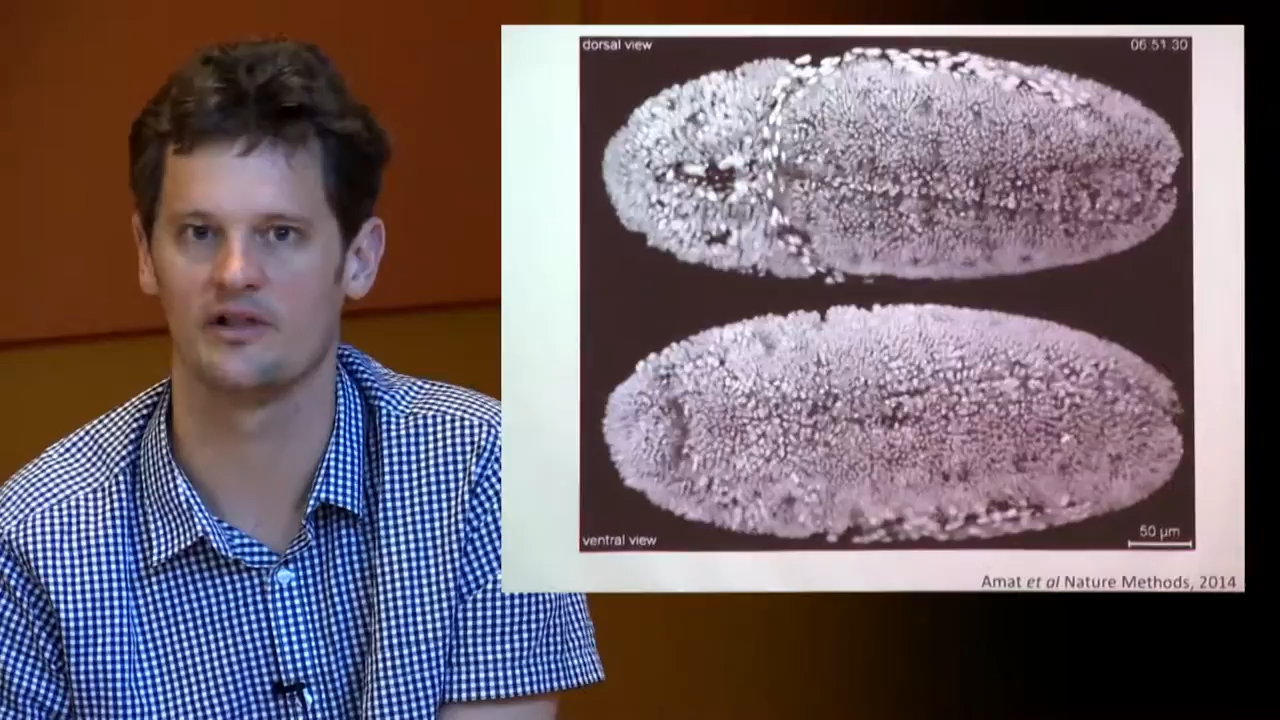 dorsal view
06:51:30
ventral view
50 µm
Amat et al Nature Methods, 2014